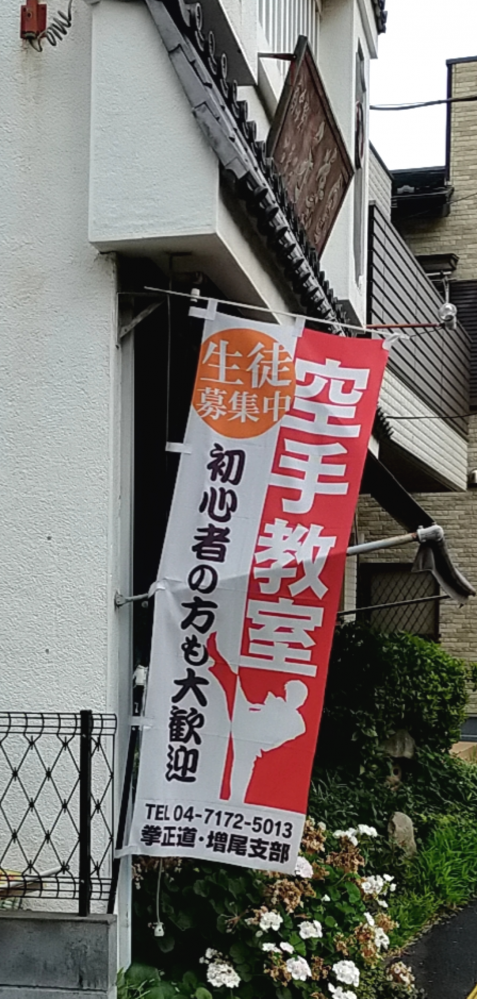 空手教室
生徒
募集中
初心者の方も大歓迎
TEL 04-7172-5013
拳正道・増尾支部